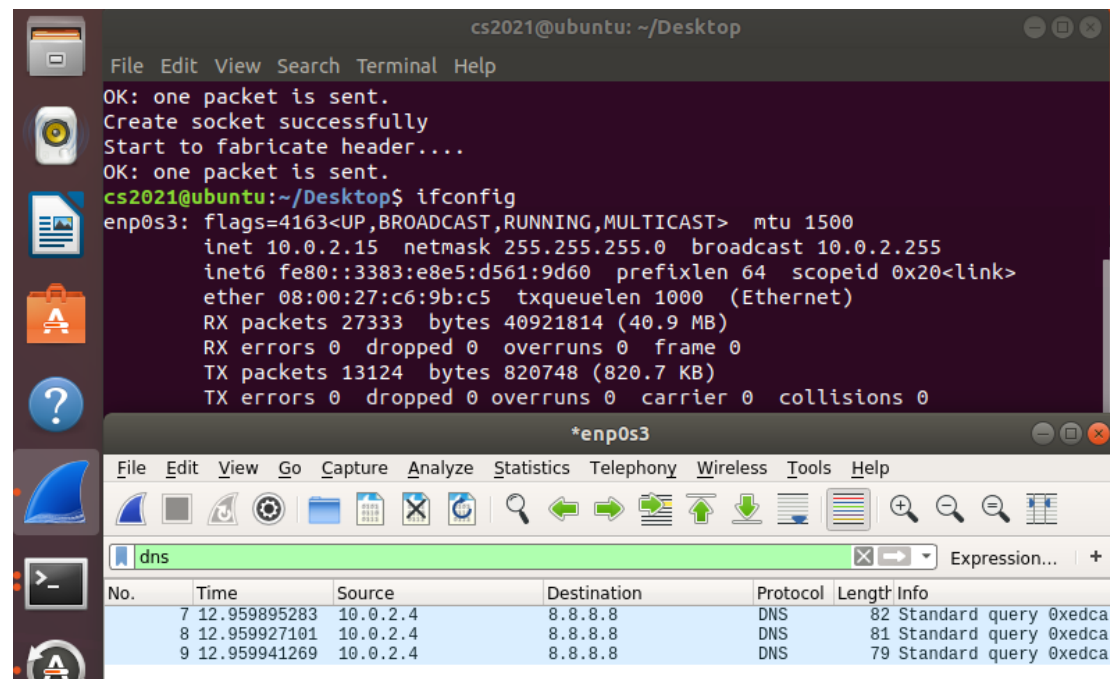 cs2021@ubuntu: ~/Desktop
File Edit View Search Terminal Help
OK: one packet is sent.
Create socket successfully
Start to fabricate header....
OK: one packet is sent.
cs2021@ubuntu:~/Desktop$ ifconfig
enp0s3: flags=4163<UP,BROADCAST,RUNNING,MULTICAST>  mtu 1500
inet 10.0.2.15  netmask 255.255.255.0  broadcast 10.0.2.255
inet6 fe80::3383:e8e5:d561:9d60  prefixlen 64  scopeid 0x20<link>
ether 08:00:27:c6:9b:c5  txqueuelen 1000  (Ethernet)
RX packets 27333  bytes 40921814 (40.9 MB)
RX errors 0  dropped 0  overruns 0  frame 0
TX packets 13124  bytes 820748 (820.7 KB)
TX errors 0  dropped 0 overruns 0  carrier 0  collisions 0
*enp0s3
File Edit View Go Capture Analyze Statistics Telephony Wireless Tools Help
dns Expression... +
No. Time Source Destination Protocol Length Info
7 12.959895283 10.0.2.4 8.8.8.8 DNS 82 Standard query 0xedca
8 12.959927101 10.0.2.4 8.8.8.8 DNS 81 Standard query 0xedca
9 12.959941269 10.0.2.4 8.8.8.8 DNS 79 Standard query 0xedca